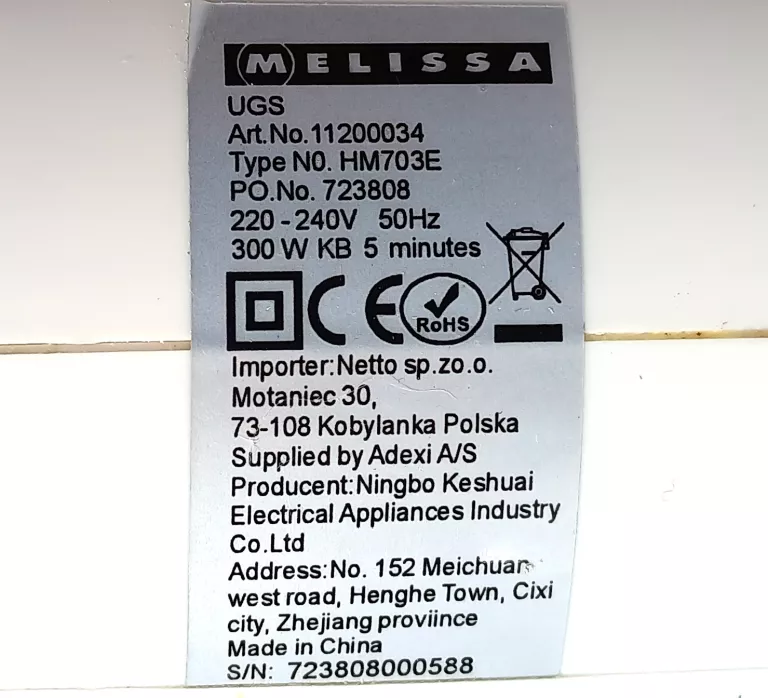 MELISSA
UGS
Art.No.11200034
Type NO. HM703E
PO.No. 723808
220-240V 50Hz
300 W KB 5 minutes
CE RoHS
Importer:Netto sp.zo.o.
Motaniec 30,
73-108 Kobylanka Polska
Supplied by Adexi A/S
Producent:Ningbo Keshuai
Electrical Appliances Industry
Co.Ltd
Address:No. 152 Meichuan
west road, Henghe Town, Cixi
city, Zhejiang proviince
Made in China
S/N: 723808000588